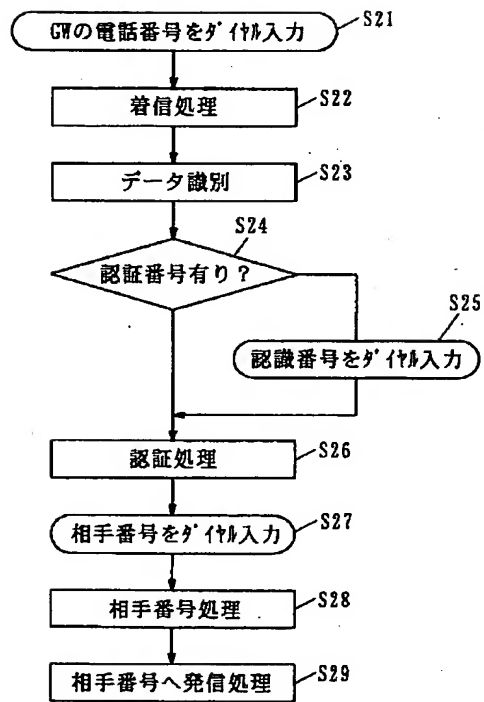 GWの電話番号をダイヤル入力
S21
着信処理
S22
データ識別
S23
S24
認証番号有り?
S25
認識番号をダイヤル入力
認証処理
S26
相手番号をダイヤル入力
S27
相手番号処理
S28
相手番号へ発信処理
S29